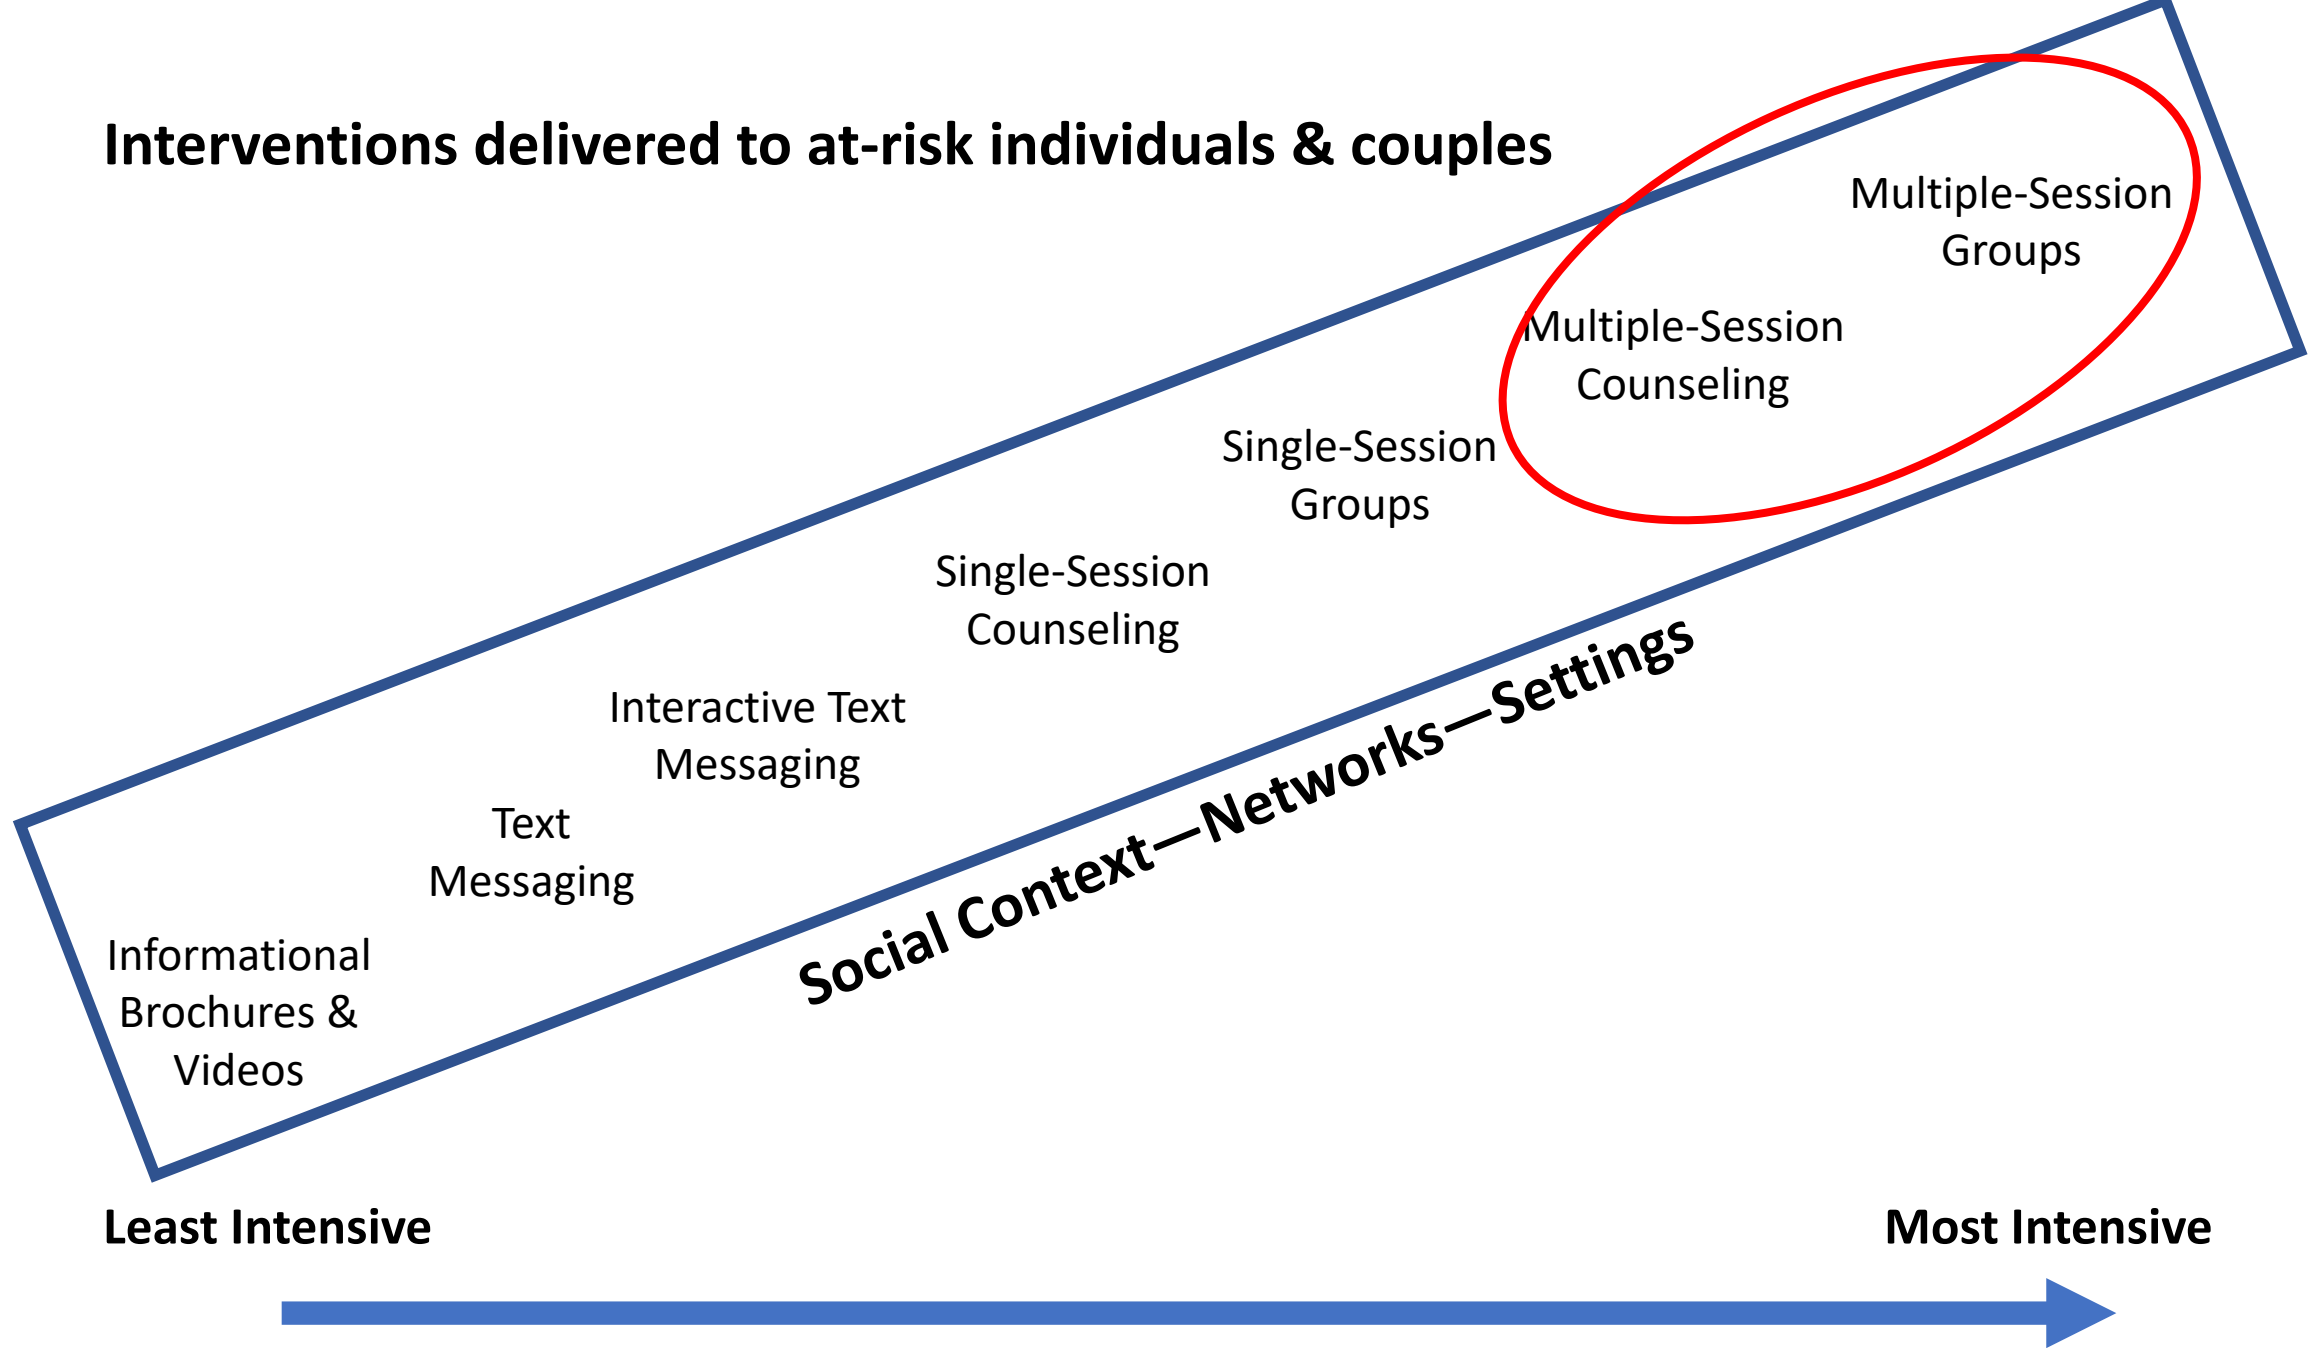 Interventions delivered to at-risk individuals & couples
Multiple-Session
Groups
Multiple-Session
Counseling
Single-Session
Groups
Single-Session
Counseling
Interactive Text
Messaging
Text
Messaging
Informational
Brochures &
Videos
Social Context—Networks—Settings
Least Intensive
Most Intensive